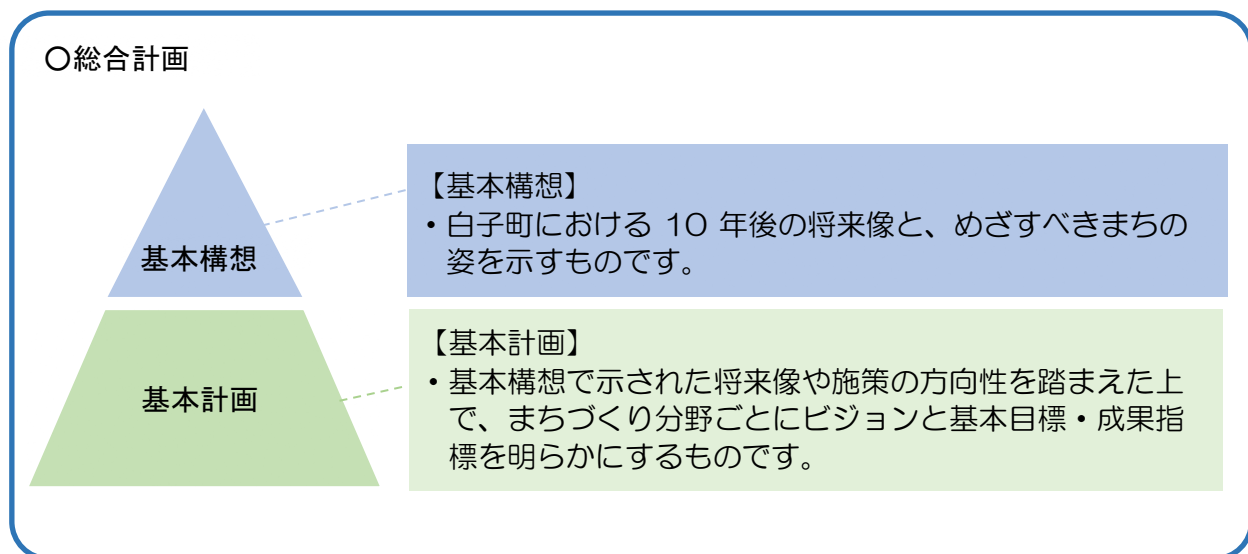 〇総合計画
基本構想
【基本構想】
・白子町における 10 年後の将来像と、めざすべきまちの
姿を示すものです。
基本計画
【基本計画】
・基本構想で示された将来像や施策の方向性を踏まえた上
で、まちづくり分野ごとにビジョンと基本目標・成果指
標を明らかにするものです。